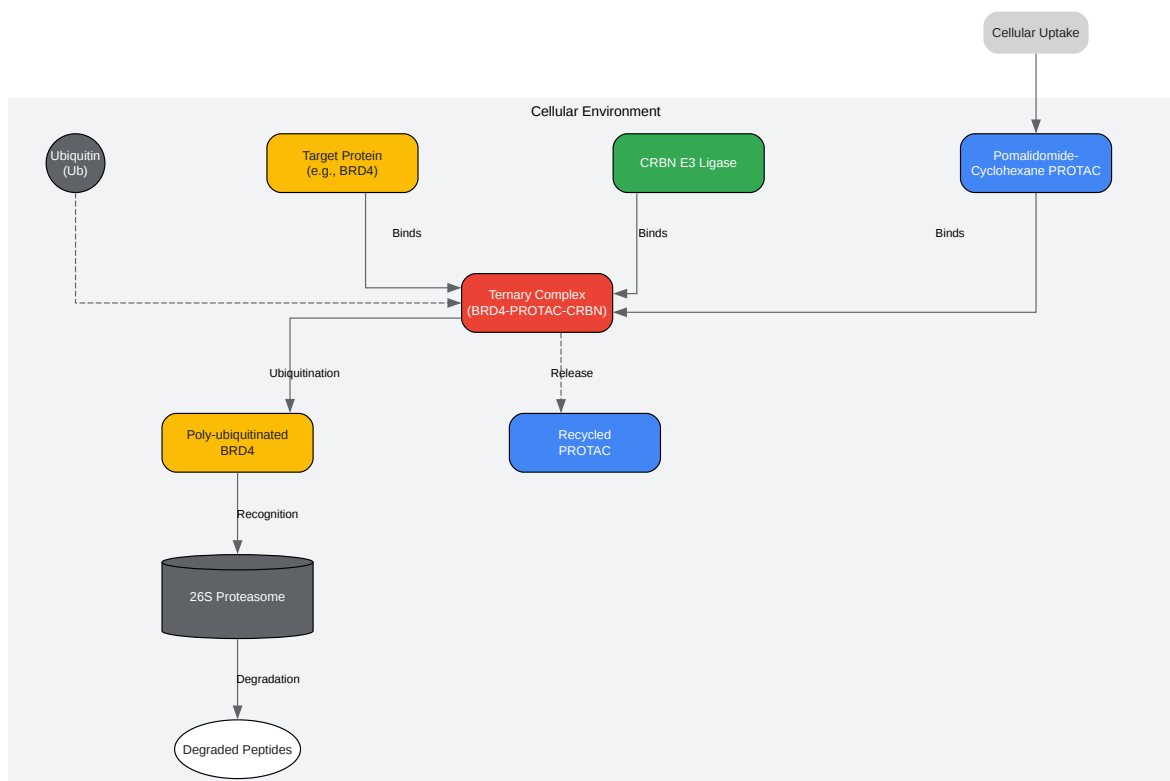 Cellular Uptake
Cellular Environment
Ubiquitin
(Ub)
Target Protein
(e.g., BRD4)
CRBN E3 Ligase
Pomalidomide-
Cyclohexane PROTAC
Binds
Binds
Binds
Ternary Complex
(BRD4-PROTAC-CRBN)
Ubiquitination
Release
Poly-ubiquitinated
BRD4
Recycled
PROTAC
Recognition
26S Proteasome
Degradation
Degraded Peptides